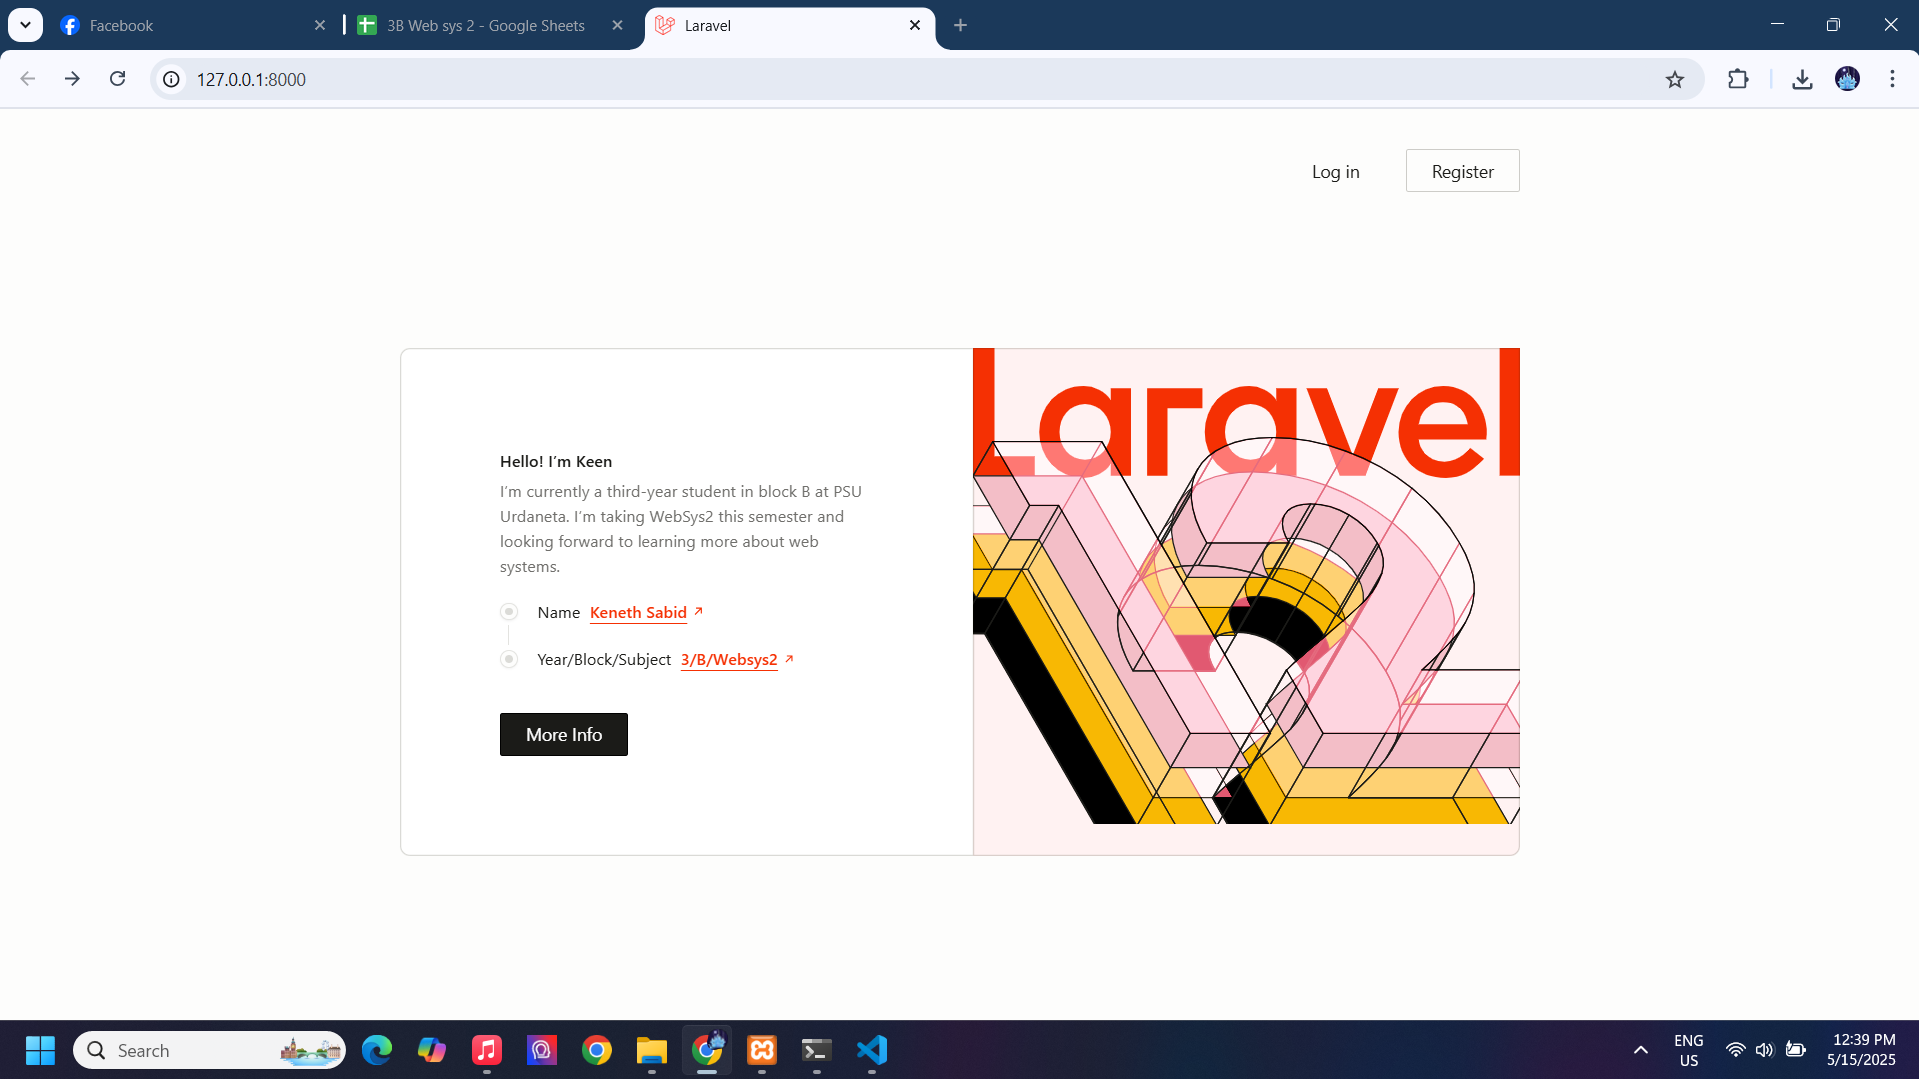 Facebook
3B Web sys 2 - Google Sheets
Laravel
127.0.0.1:8000
Log in
Register
Laravel
Hello! I'm Keen
I'm currently a third-year student in block B at PSU
Urdaneta. I'm taking WebSys2 this semester and
looking forward to learning more about web
systems.
Name Keneth Sabid
Year/Block/Subject 3/B/Websys2
More Info
Search
ENG
US
12:39 PM
5/15/2025